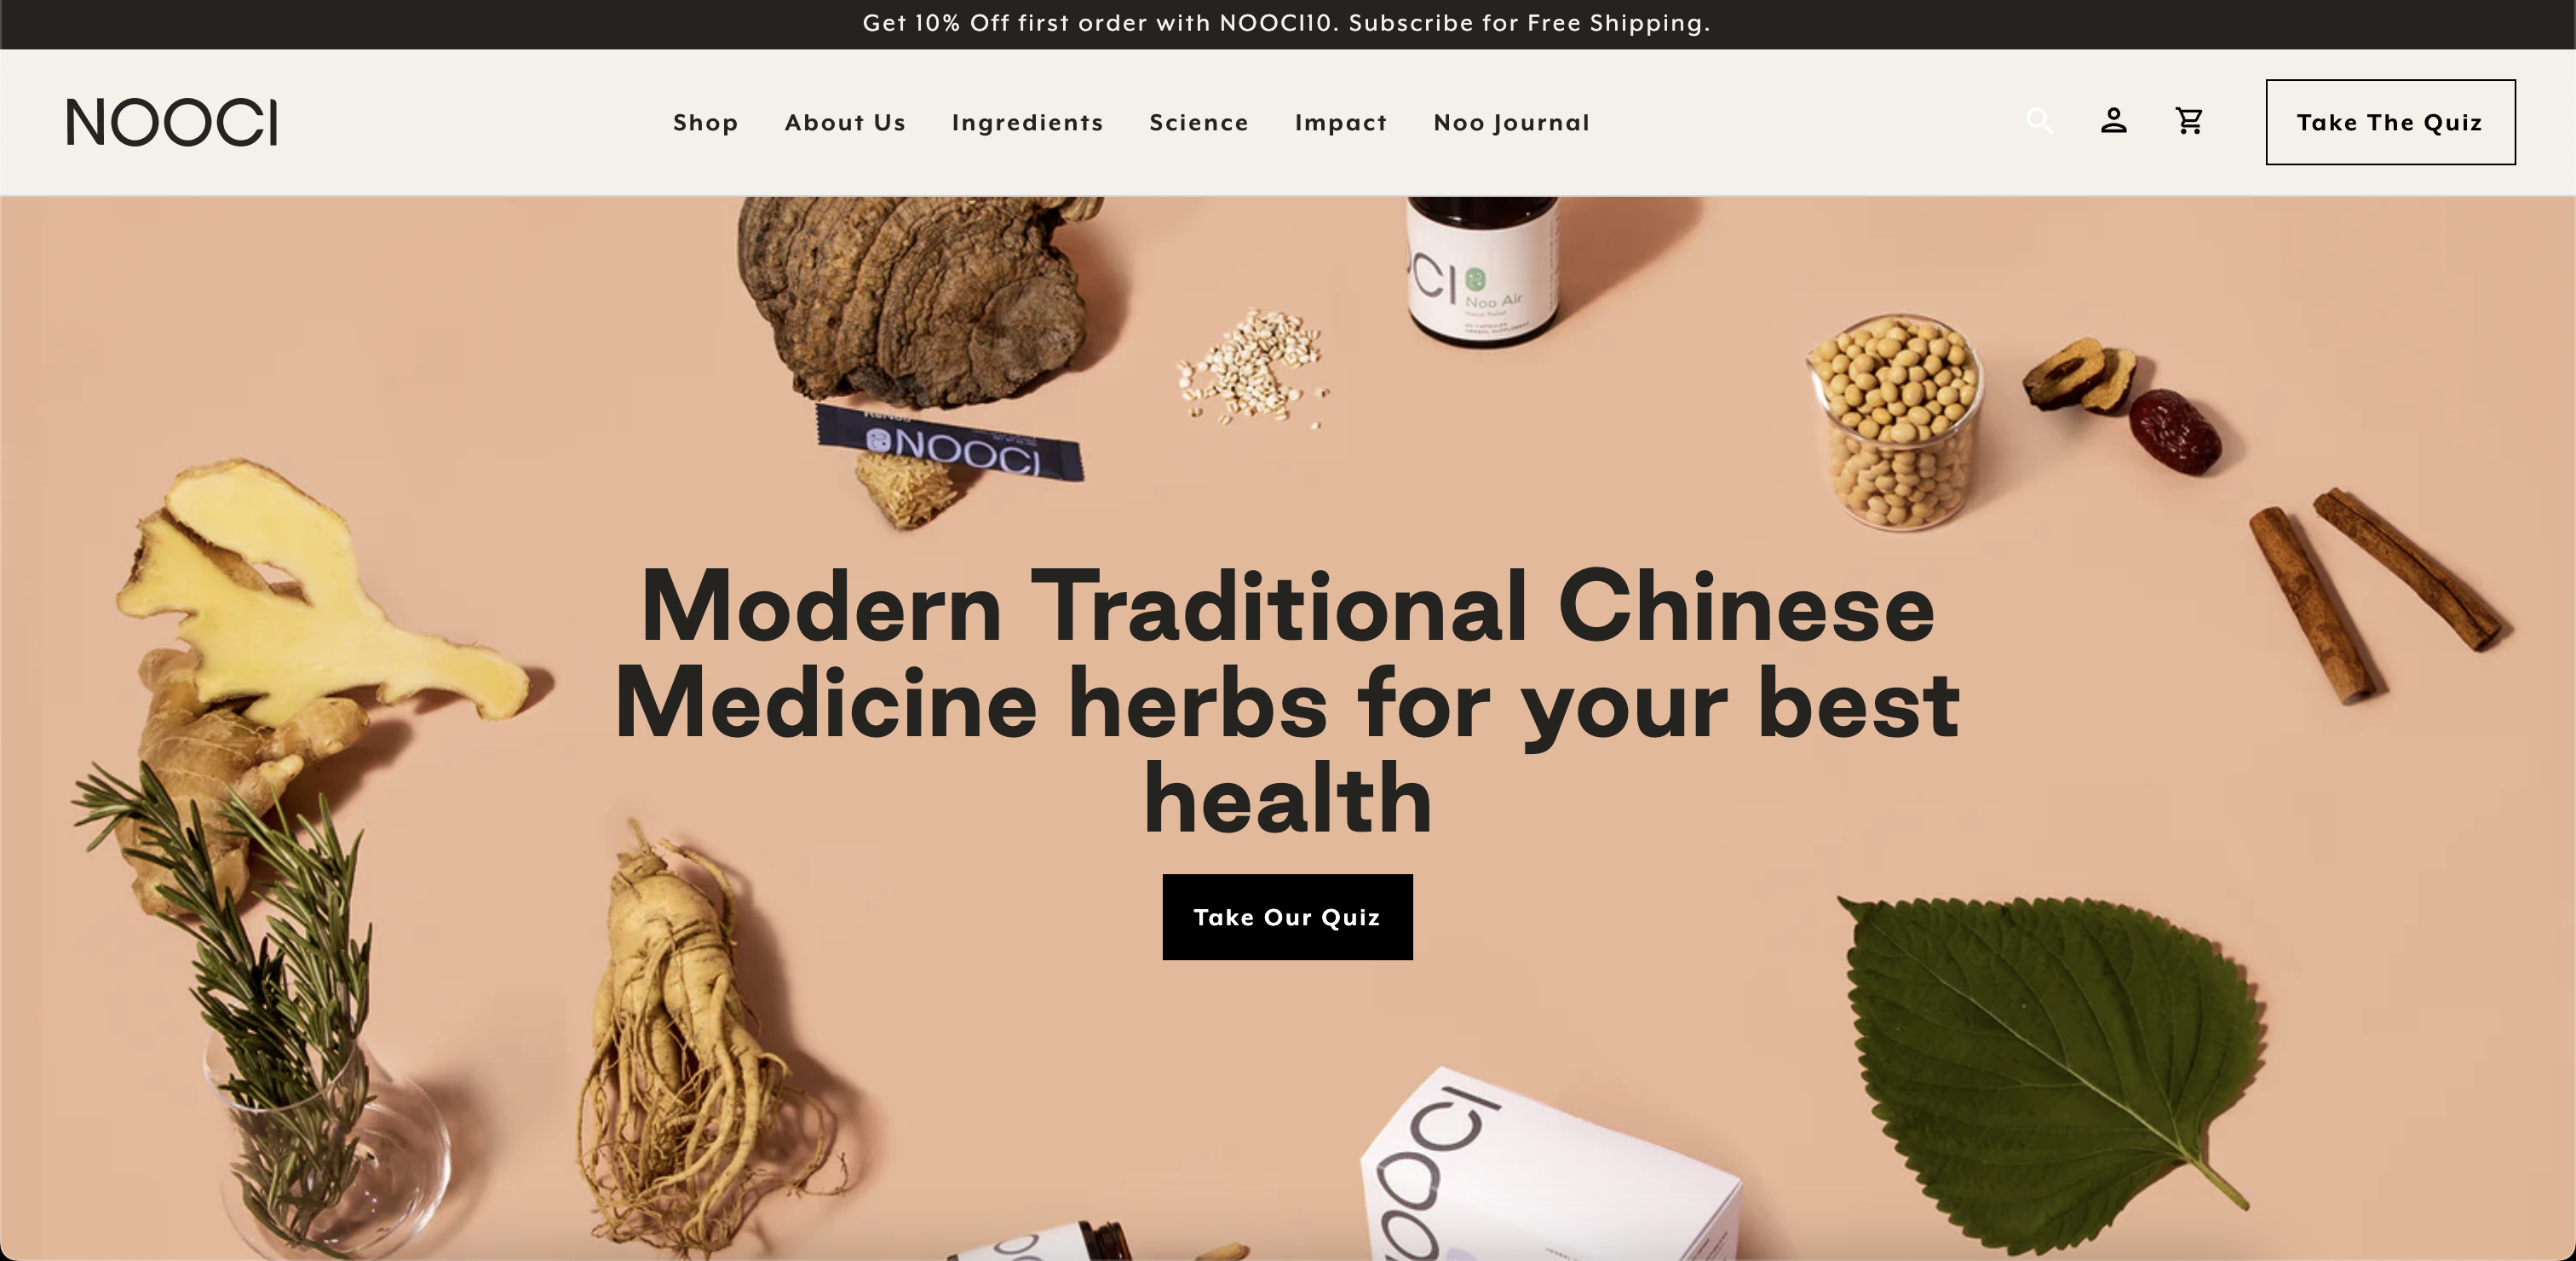 Get 10% Off first order with NOOCI10. Subscribe for Free Shipping.
NOOCI
Shop
About Us
Ingredients
Science
Impact
Noo Journal
Take The Quiz
OCI
Noo Air
NOOCI
Modern Traditional Chinese
Medicine herbs for your best
health
Take Our Quiz
NOOCI